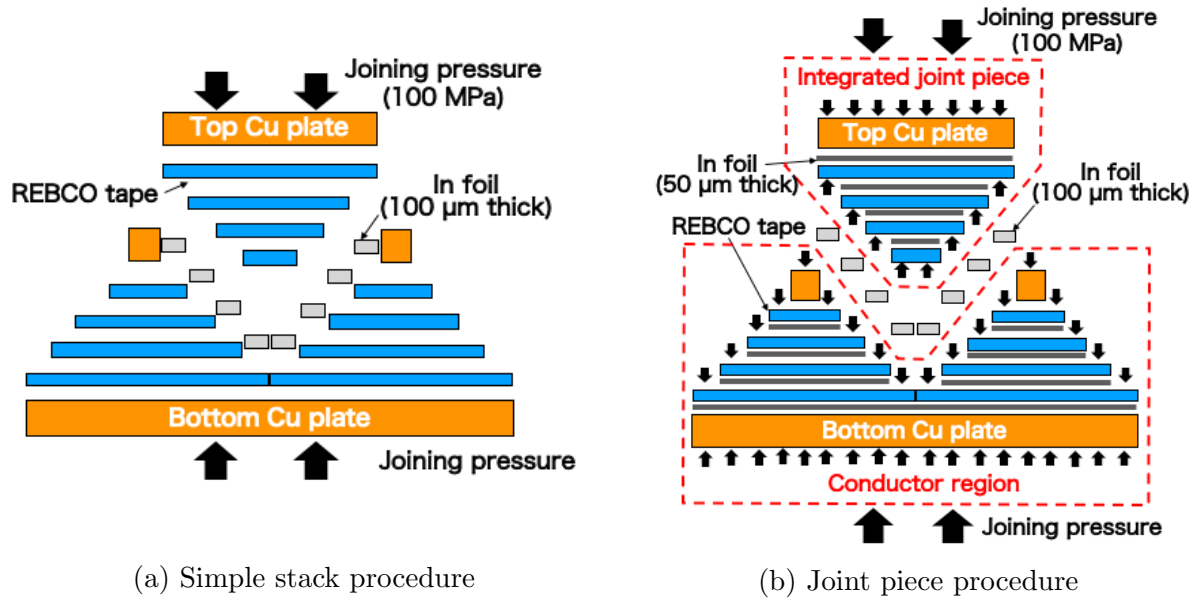 Joining pressure
(100 MPa)
Top Cu plate
REBCO tape
In foil
(100 μm thick)
Bottom Cu plate
Joining pressure
(a) Simple stack procedure
Joining pressure
(100 MPa)
Integrated joint piece
Top Cu plate
In foil
(50 μm thick)
In foil
(100 μm thick)
REBCO tape
Bottom Cu plate
Conductor region
Joining pressure
(b) Joint piece procedure